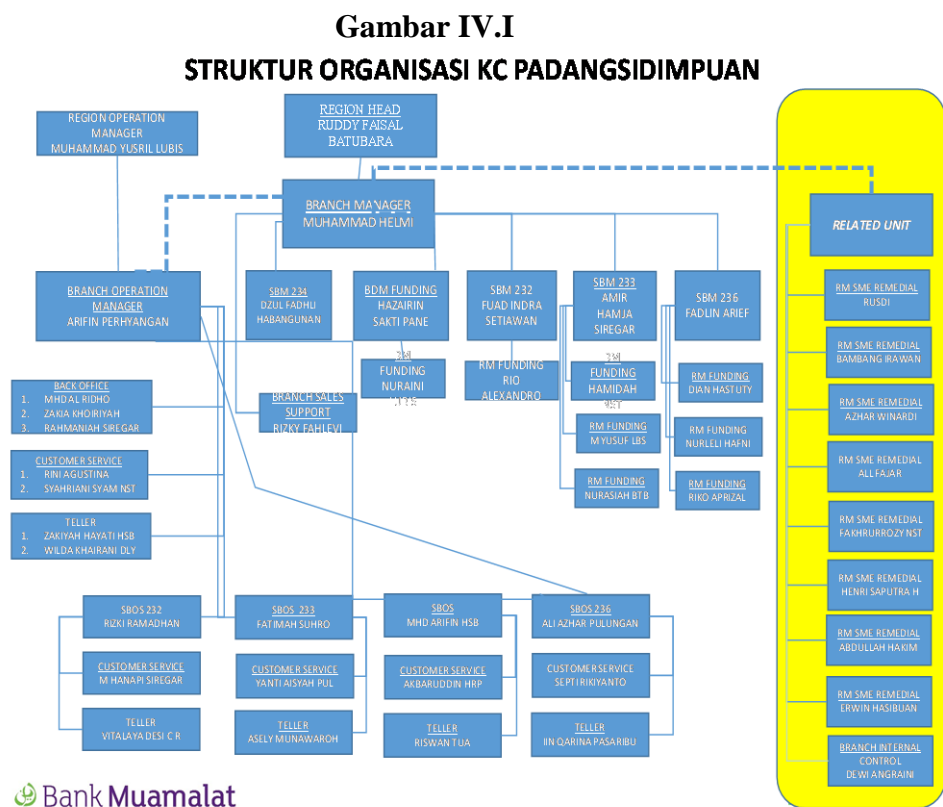 Gambar IV.I
STRUKTUR ORGANISASI KC PADANGSIDIMPUAN
REGION OPERATION
MANAGER
MUHAMMAD YUSRIL LUBIS
REGION HEAD
RUDDY FAISAL
BATUBARA
BRANCH MANAGER
MUHAMMAD HELMI
RELATED UNIT
BRANCH OPERATION
MANAGER
ARIFIN PERHYANGAN
SBM 234
DZUL FADHLI
HABANGUNAN
BDM FUNDING
HAZAIRIN
SAKTI PANE
SBM 232
FUAD INDRA
SETIAWAN
SBM 233
AMIR
HAMJA
SIREGAR
SBM 236
FADLIN ARIEF
BACK OFFICE
1. MHD AL RIDHO
2. ZAKIA KHOIRIYAH
3. RAHMANIAH SIREGAR
BRANCH SALES
SUPPORT
RIZKY FAHLEVI
FUNDING
NURAINI
RM FUNDING
RIO
ALEXANDRO
FUNDING
HAMIDAH
NST
RM FUNDING
M YUSUF LBS
RM FUNDING
NURASIAH BTB
RM FUNDING
DIAN HASTUTY
RM FUNDING
NURLELI HAFNI
RM FUNDING
RIKO APRIZAL
CUSTOMER SERVICE
1. RINI AGUSTINA
2. SYAHRIANI SYAM NST
TELLER
1. ZAKIYAH HAYATI HSB
2. WILDA KHAIRANI DLY
SBOS 232
RIZKI RAMADHAN
CUSTOMER SERVICE
M HANAPI SIREGAR
TELLER
VITALAYA DESI C R
SBOS 233
FATIMAH SUHRO
CUSTOMER SERVICE
YANTI AISYAH PUL
TELLER
ASELY MUNAWAROH
SBOS
MHD ARIFIN HSB
CUSTOMER SERVICE
AKBARUDDIN HRP
TELLER
RISWAN TUA
SBOS 236
ALI AZHAR PULUNGAN
CUSTOMER SERVICE
SEPTI RIKIYANTO
TELLER
IIN QARINA PASARIBU
RM SME REMEDIAL
RUSDI
RM SME REMEDIAL
BAMBANG IRAWAN
RM SME REMEDIAL
AZHAR WINARDI
RM SME REMEDIAL
ALI FAJAR
RM SME REMEDIAL
FAKHRURROZY NST
RM SME REMEDIAL
HENRI SAPUTRA H
RM SME REMEDIAL
ABDULLAH HAKIM
RM SME REMEDIAL
ERWIN HASIBUAN
BRANCH INTERNAL
CONTROL
DEWI ANGRAINI
Bank Muamalat